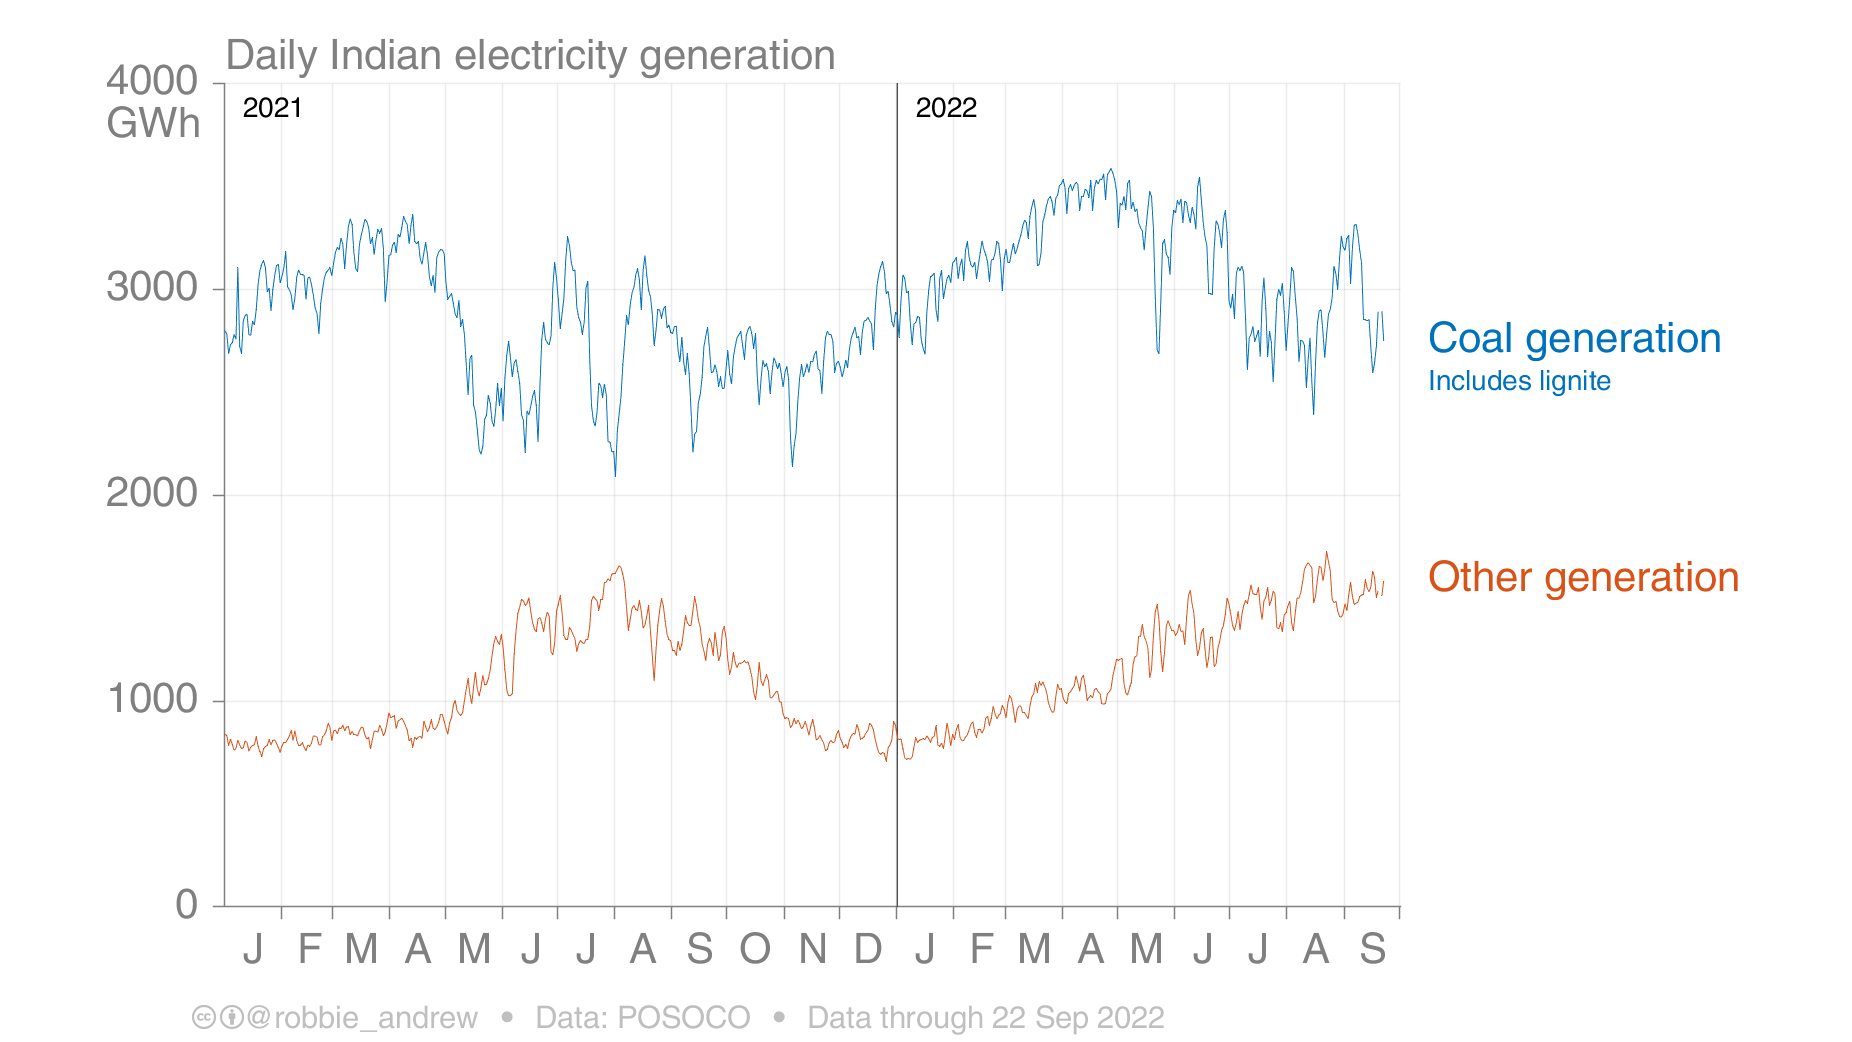 Daily Indian electricity generation
4000
GWh
2021
2022
3000
2000
1000
0
Coal generation
Includes lignite
Other generation
J F M A M J J A S O N D J F M A M J J A S
@robbie_andrew • Data: POSOCO • Data through 22 Sep 2022